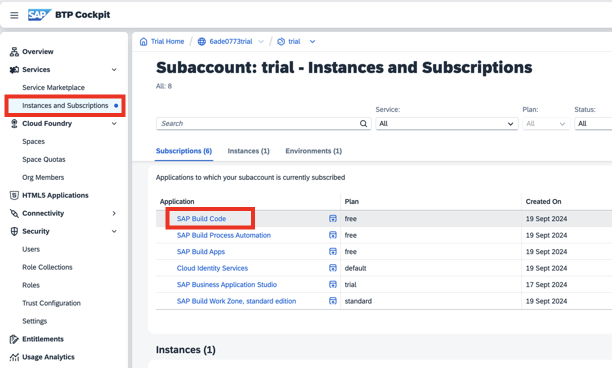 SAP BTP Cockpit
Trial Home / 6ade0773trial / trial
Overview
Services
Service Marketplace
Instances and Subscriptions
Cloud Foundry
Spaces
Space Quotas
Org Members
HTML5 Applications
Connectivity
Security
Users
Role Collections
Roles
Trust Configuration
Settings
Entitlements
Usage Analytics
Subaccount: trial - Instances and Subscriptions
All: 8
Service: Plan: Status:
Search All All All
Subscriptions (6) Instances (1) Environments (1)
Applications to which your subaccount is currently subscribed
Application Plan Created On
SAP Build Code free 19 Sept 2024
SAP Build Process Automation free 19 Sept 2024
SAP Build Apps free 19 Sept 2024
Cloud Identity Services default 19 Sept 2024
SAP Business Application Studio trial 17 Sept 2024
SAP Build Work Zone, standard edition standard 19 Sept 2024
Instances (1)